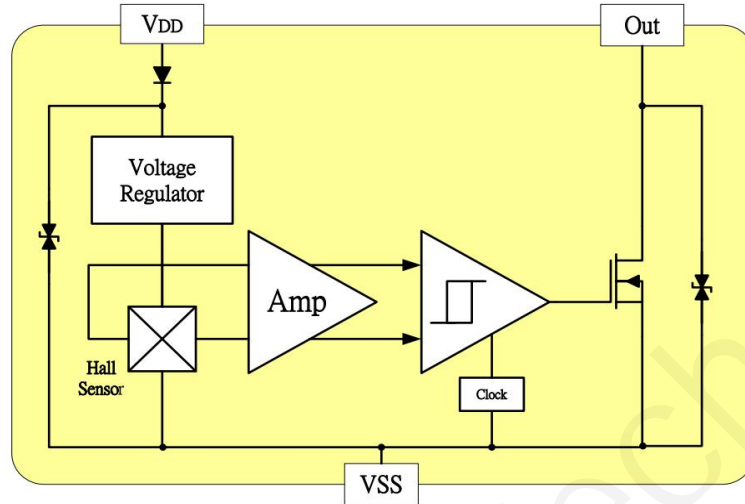 VDD
Out
Voltage
Regulator
Amp
Hall
Sensor
Clock
VSS